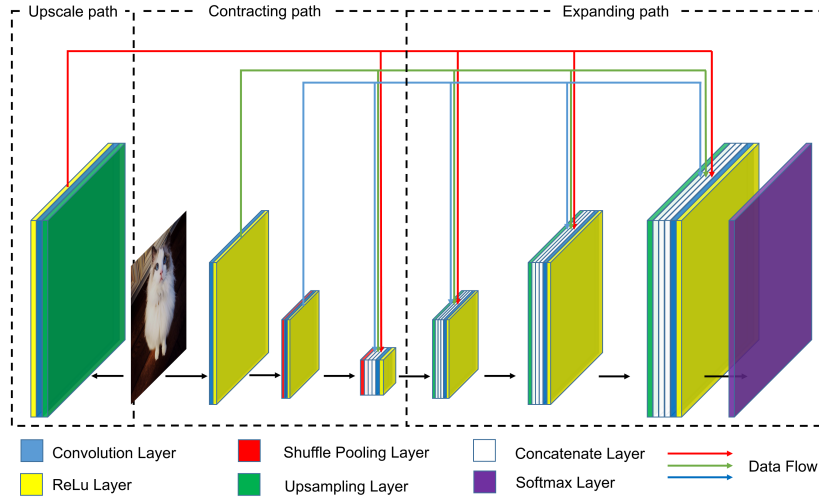 Upscale path
Contracting path
Expanding path
Convolution Layer
Shuffle Pooling Layer
Concatenate Layer
Data Flow
ReLu Layer
Upsampling Layer
Softmax Layer